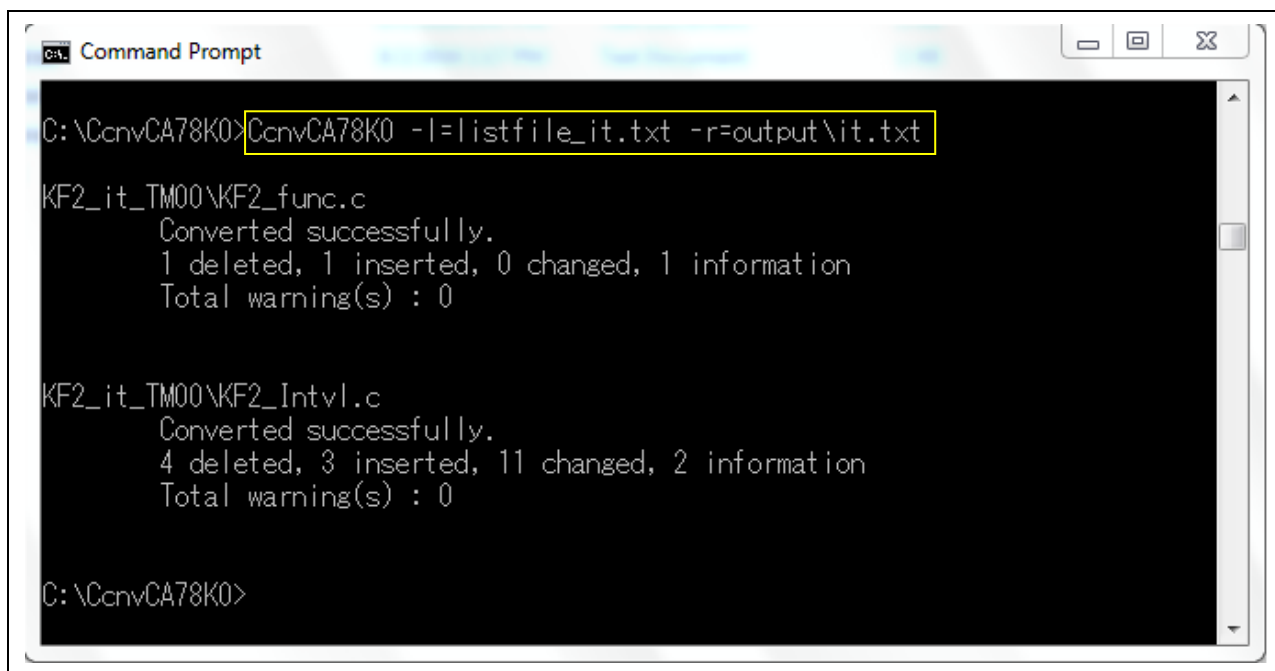 Command Prompt
C:\CcnvCA78K0>CcnvCA78K0 -l=listfile_it.txt -r=output\it.txt
KF2_it_TM00\KF2_func.c
Converted successfully.
1 deleted, 1 inserted, 0 changed, 1 information
Total warning(s) : 0
KF2_it_TM00\KF2_Intvl.c
Converted successfully.
4 deleted, 3 inserted, 11 changed, 2 information
Total warning(s) : 0
C:\CcnvCA78K0>